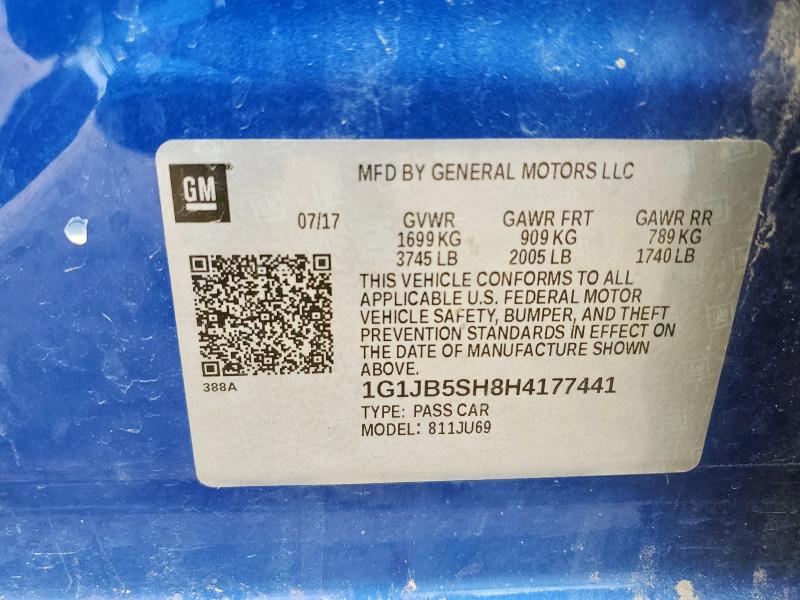 GM
MFD BY GENERAL MOTORS LLC
07/17 GVWR GAWR FRT GAWR RR
1699 KG 909 KG 789 KG
3745 LB 2005 LB 1740 LB
THIS VEHICLE CONFORMS TO ALL
APPLICABLE U.S. FEDERAL MOTOR
VEHICLE SAFETY, BUMPER, AND THEFT
PREVENTION STANDARDS IN EFFECT ON
THE DATE OF MANUFACTURE SHOWN
ABOVE.
388A
1G1JB5SH8H4177441
TYPE: PASS CAR
MODEL: 811JU69